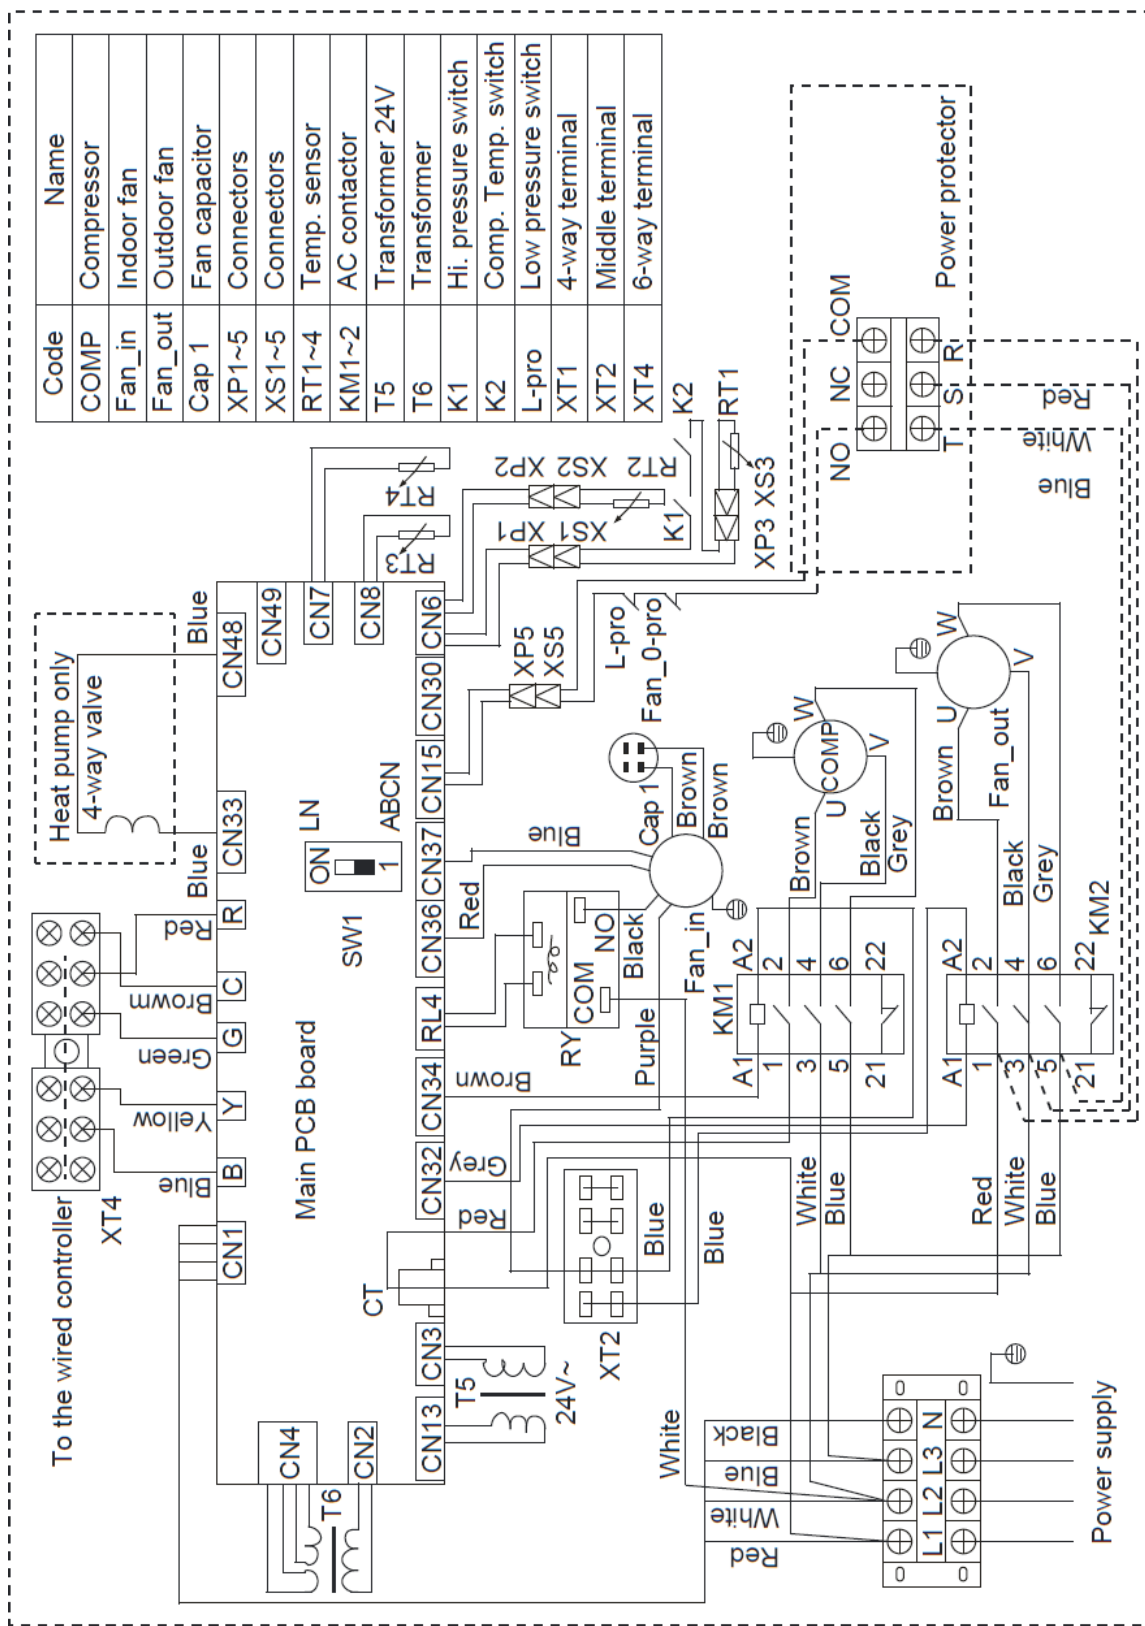 Code Name
COMP Compressor
Fan_in Indoor fan
Fan_out Outdoor fan
Cap 1 Fan capacitor
XP1~5 Connectors
XS1~5 Connectors
RT1~4 Temp. sensor
KM1~2 AC contactor
T5 Transformer 24V
T6 Transformer
K1 Hi. pressure switch
K2 Comp. Temp. switch
L-pro Low pressure switch
XT1 4-way terminal
XT2 Middle terminal
XT4 6-way terminal
To the wired controller
XT4
Heat pump only
4-way valve
Blue
Blue
Blue
Yellow
Green
Browm
Red
CN1
B
Y
G
C
R
CN33
CN48
CN49
CN7
CN8
RT4
RT3
CN4
CN2
T6
Main PCB board
SW1
ON
1
LN
ABCN
CT
CN13
CN3
CN32
CN34
RL4
CN36
CN37
CN15
CN30
CN6
T5
24V~
Red
Grey
Brown
Red
Blue
XP5
XS5
XP1
XS1
XP2
XS2
RT2
K1
K2
XP3
XS3
RT1
L-pro
Fan_0-pro
RY
COM
NO
Black
Purple
Cap 1
Brown
Brown
Fan_in
XT2
Blue
Blue
White
KM1
A1
A2
1
2
3
4
5
6
21
22
Brown
Black
Grey
U
COMP
W
V
White
Blue
KM2
A1
A2
1
2
3
4
5
6
21
22
Brown
Black
Grey
U
W
V
Fan_out
Red
White
Blue
Power protector
NO
NC
COM
T
S
R
Blue
White
Red
Red
White
Blue
Black
L1
L2
L3
N
Power supply